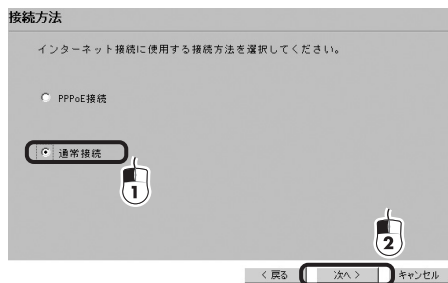 接続方法
インターネット接続に使用する接続方法を選択してください。
PPPoE接続
通常接続
1
2
< 戻る
次へ >
キャンセル